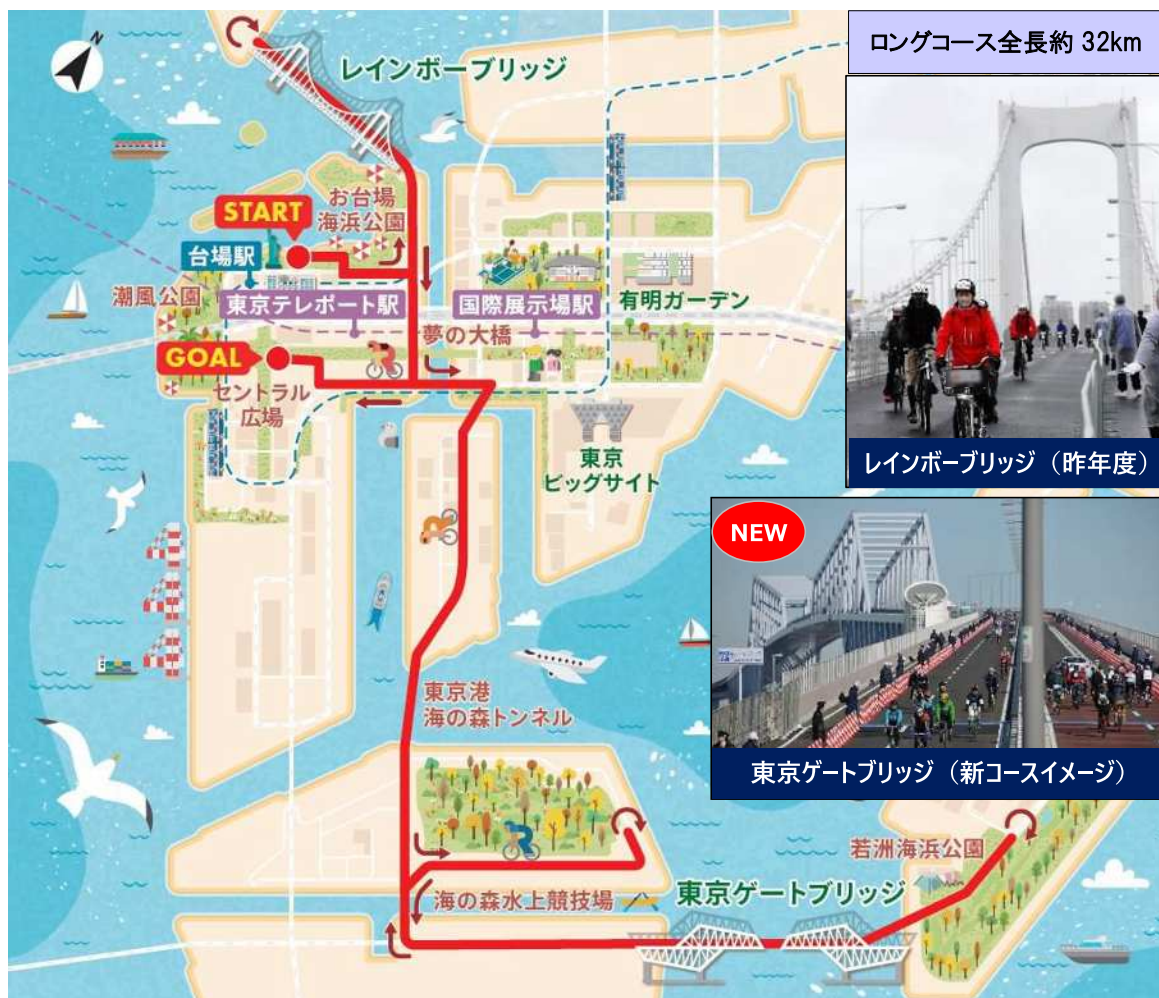 N
ロングコース全長約 32km
レインボーブリッジ
お台場
海浜公園
START
台場駅
潮風公園
東京テレポート駅
国際展示場駅
有明ガーデン
夢の大橋
GOAL
セントラル
広場
東京
ビッグサイト
レインボーブリッジ（昨年度）
NEW
東京ゲートブリッジ（新コースイメージ）
東京港
海の森トンネル
若洲海浜公園
海の森水上競技場
東京ゲートブリッジ